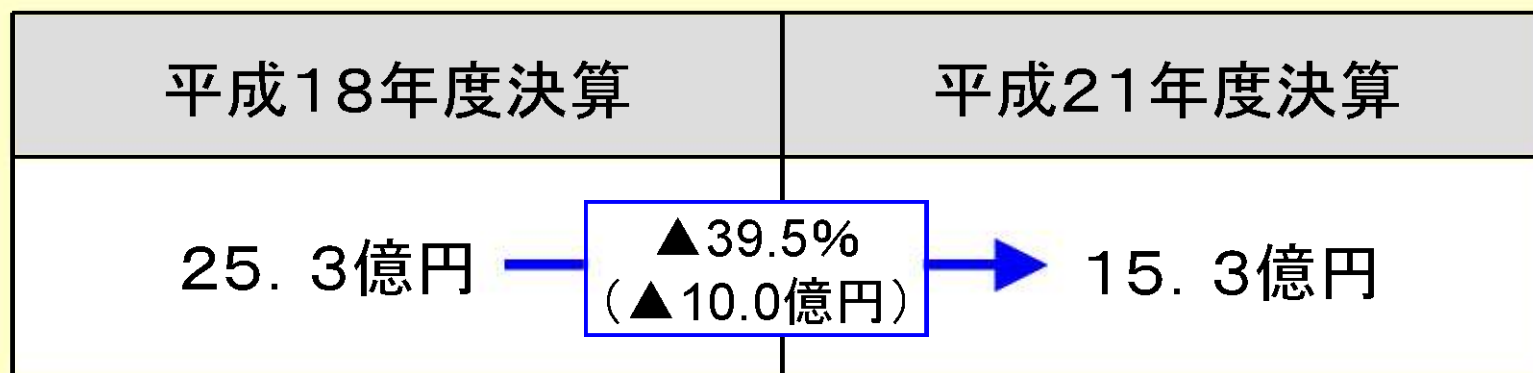 平成18年度決算
平成21年度決算
25.3億円
▲39.5%
(▲10.0億円)
15.3億円